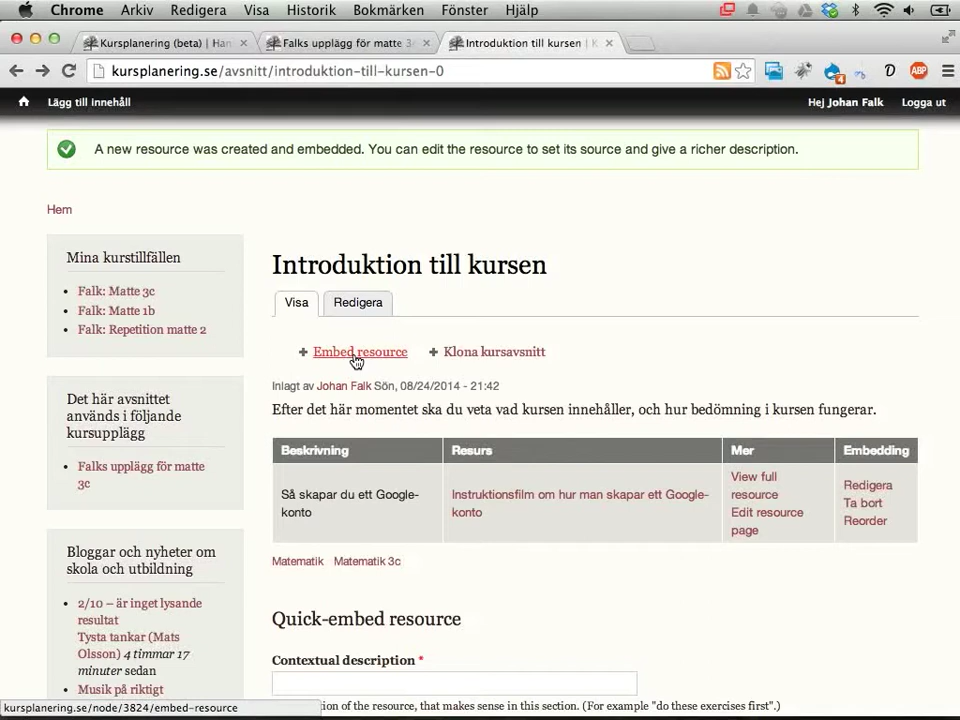 Chrome Arkiv Redigera Visa Historik Bokmärken Fönster Hjälp
Kursplanering (beta) | Han
Falks upplägg för matte 3
Introduktion till kursen | K
kursplanering.se/avsnitt/introduktion-till-kursen-0
4 D ABP
Lägg till innehåll
Hej Johan Falk Logga ut
A new resource was created and embedded. You can edit the resource to set its source and give a richer description.
Hem
Mina kurstillfällen
Falk: Matte 3c
Falk: Matte 1b
Falk: Repetition matte 2
Det här avsnittet
används i följande
kursupplägg
Falks upplägg för matte
3c
Bloggar och nyheter om
skola och utbildning
2/10 – är inget lysande
resultat
Tysta tankar (Mats
Olsson) 4 timmar 17
minuter sedan
Musik på riktigt
Introduktion till kursen
Visa Redigera
Embed resource Klona kursavsnitt
Inlagt av Johan Falk Sön, 08/24/2014 - 21:42
Efter det här momentet ska du veta vad kursen innehåller, och hur bedömning i kursen fungerar.
Beskrivning Resurs Mer Embedding
Så skapar du ett Google-
konto
Instruktionsfilm om hur man skapar ett Google-
konto
View full
resource
Edit resource
page
Redigera
Ta bort
Reorder
Matematik Matematik 3c
Quick-embed resource
Contextual description *
tion of the resource, that makes sense in this section. (For example "do these exercises first".)
kursplanering.se/node/3824/embed-resource